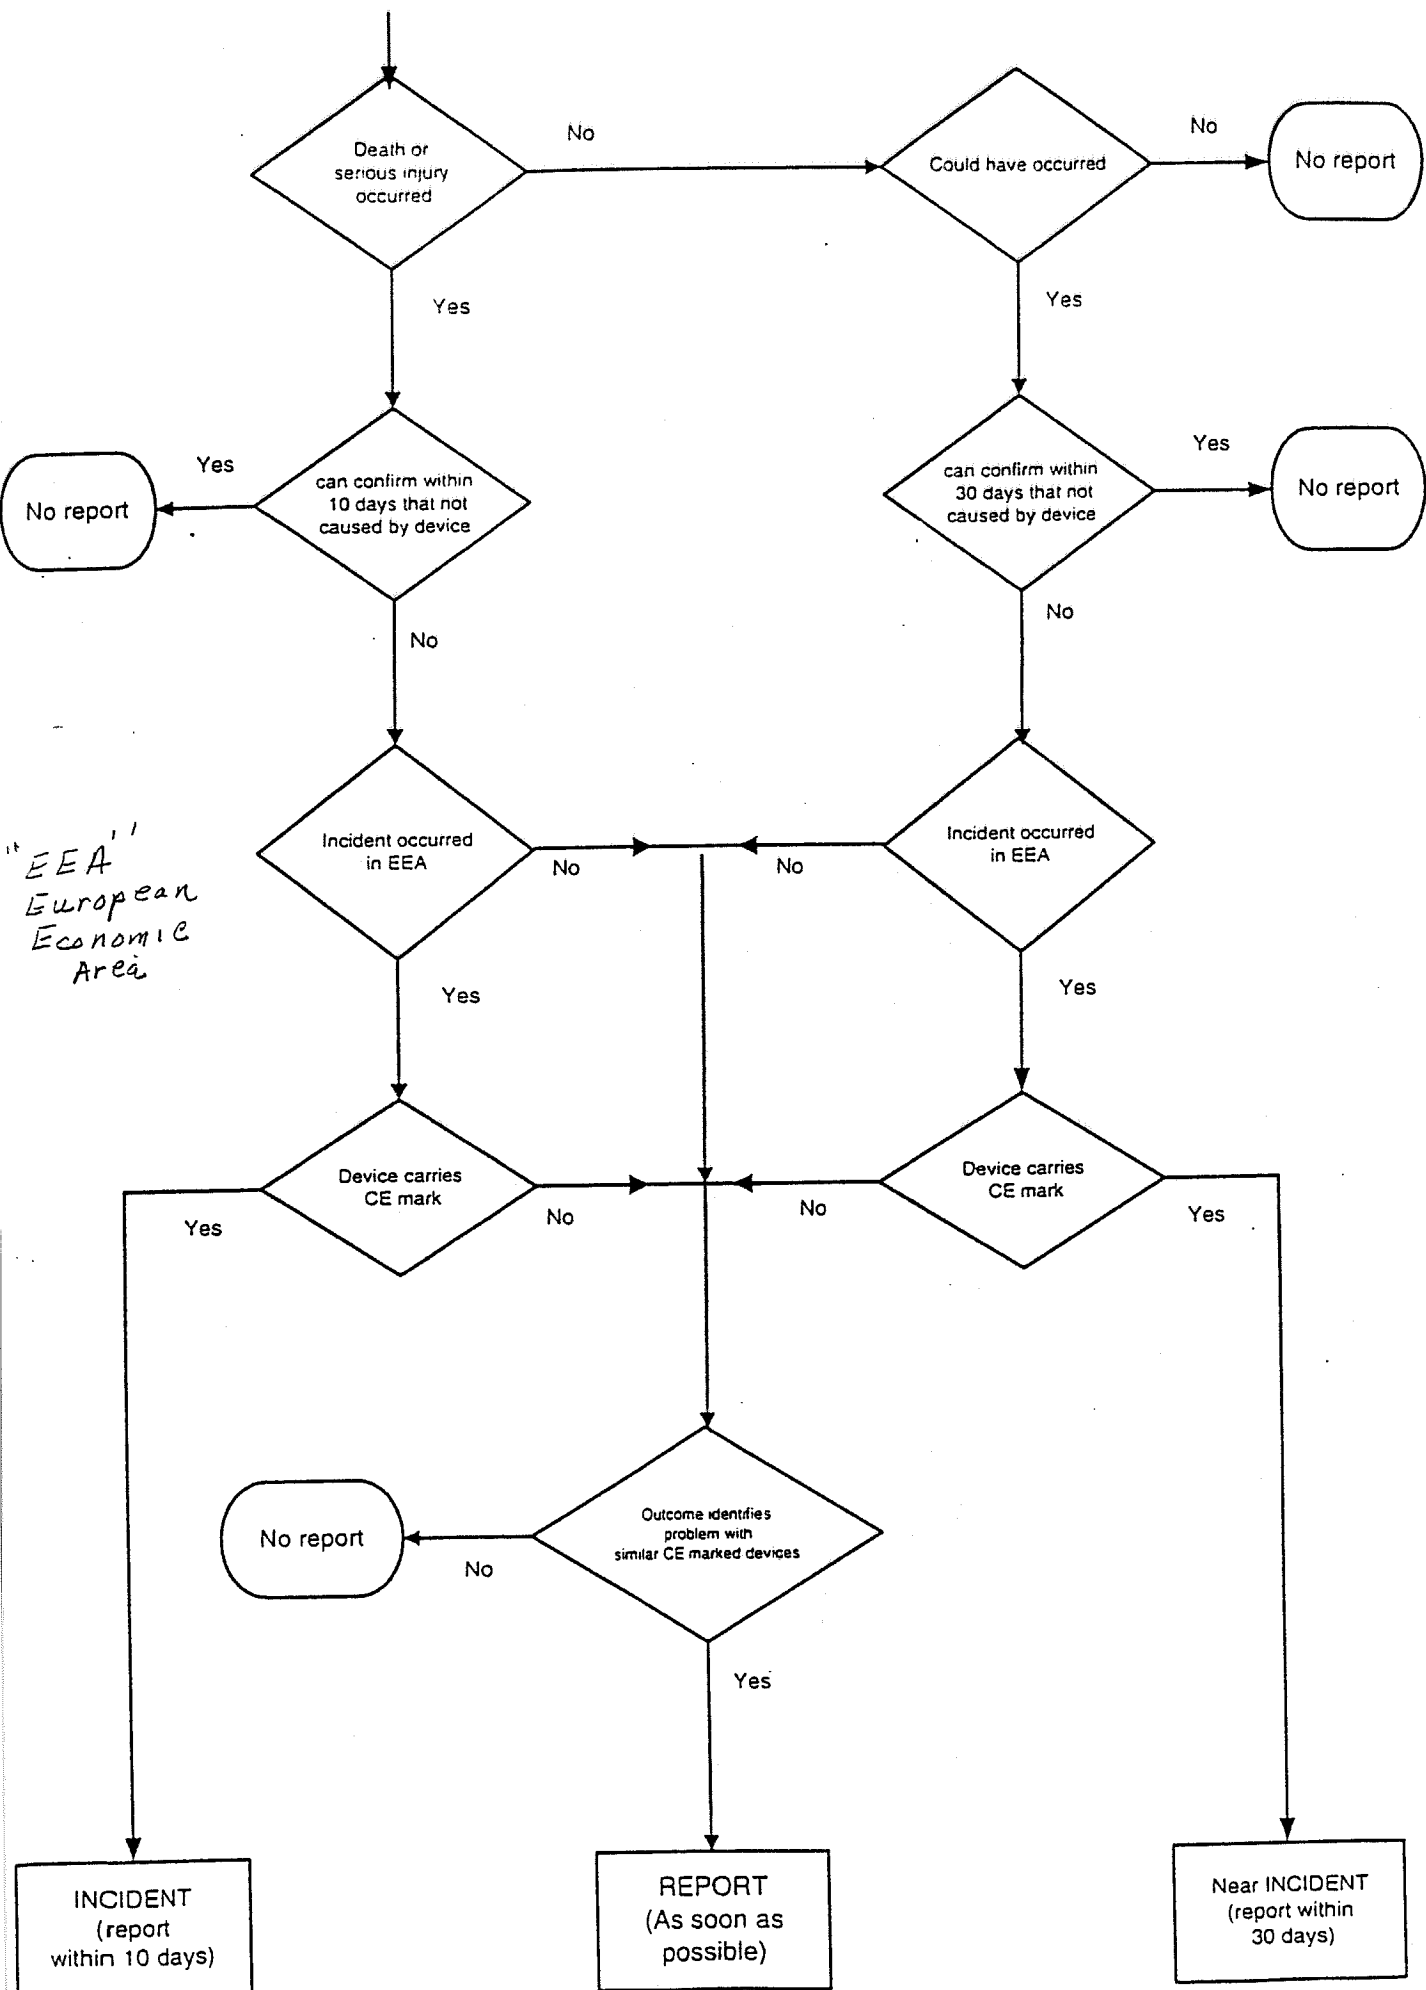 No
No
Death or
serious injury
occurred
Could have occurred
No report
Yes
Yes
Yes
can confirm within
10 days that not
caused by device
No report
can confirm within
30 days that not
caused by device
Yes
No report
No
No
Incident occurred
in EEA
No
No
Incident occurred
in EEA
"EEA"
European
Economic
Area
Yes
Yes
Device carries
CE mark
Yes
No
Device carries
CE mark
No
Yes
Outcome identifies
problem with
similar CE marked devices
No report
No
Yes
INCIDENT
(report
within 10 days)
REPORT
(As soon as
possible)
Near INCIDENT
(report within
30 days)